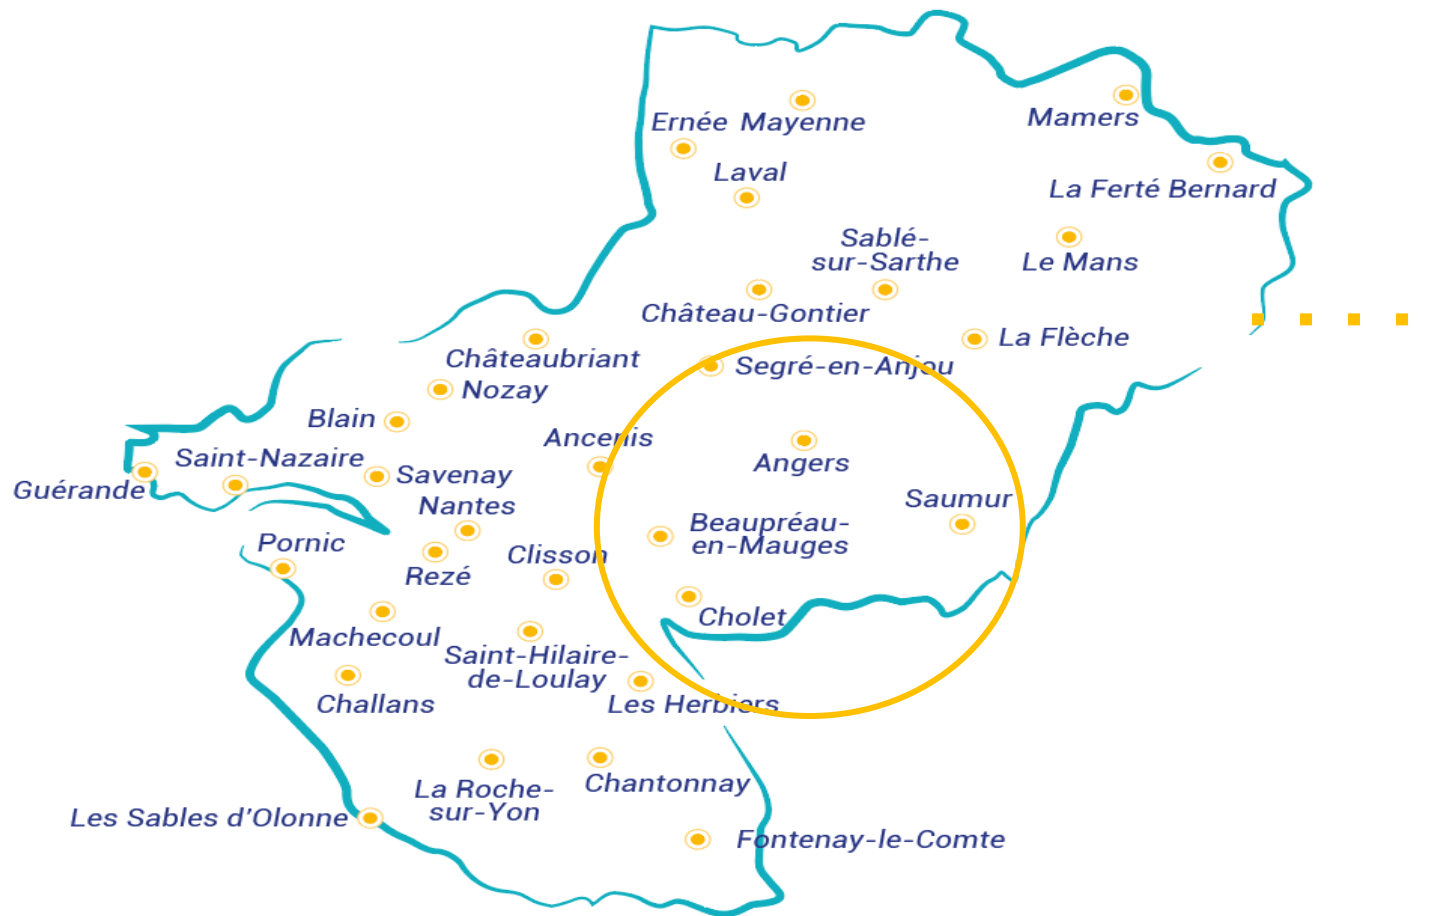 Ernée
Mayenne
Mamers
Laval
La Ferté Bernard
Sablé-
sur-Sarthe
Le Mans
Château-Gontier
La Flèche
Châteaubriant
Segré-en-Anjou
Nozay
Blain
Ancenis
Saint-Nazaire
Savenay
Angers
Guérande
Nantes
Saumur
Beaupréau-
en-Mauges
Pornic
Clisson
Rezé
Cholet
Machecoul
Saint-Hilaire-
de-Loulay
Challans
Les Herbiers
La Roche-
sur-Yon
Chantonnay
Les Sables d’Olonne
Fontenay-le-Comte